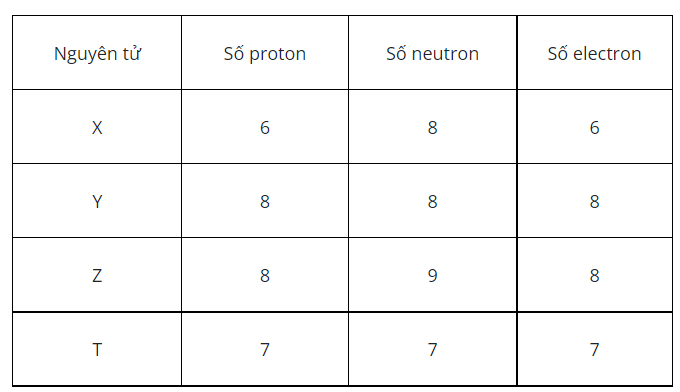 Nguyên tử Số proton Số neutron Số electron
X 6 8 6
Y 8 8 8
Z 8 9 8
T 7 7 7